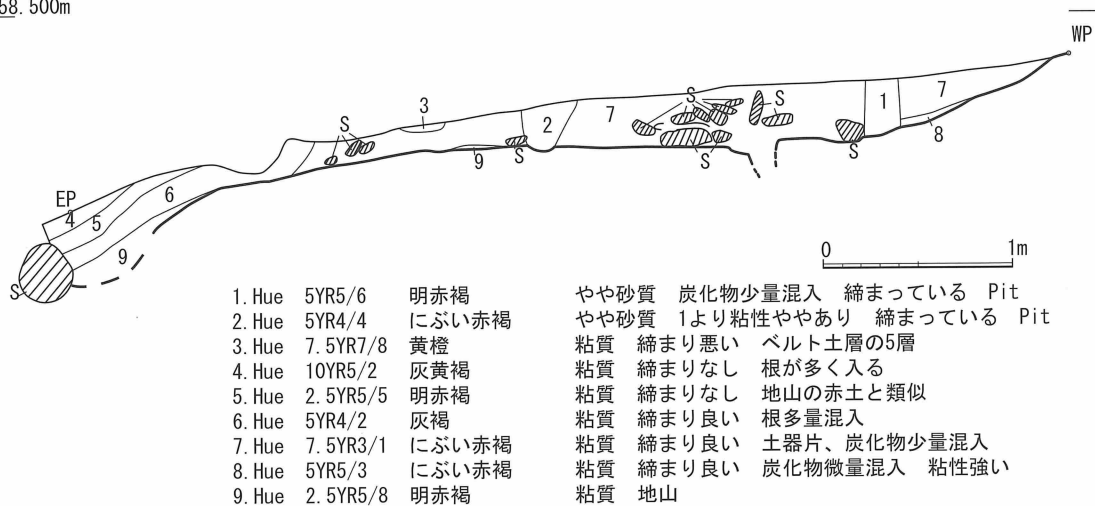 58.500m
WP
EP
S
S
S
S
S
S
S
1
2
3
4
5
6
7
7
8
9
9
0 1m
1. Hue 5YR5/6 明赤褐 やや砂質 炭化物少量混入 締まっている Pit
2. Hue 5YR4/4 にぶい赤褐 やや砂質 1より粘性ややあり 締まっている Pit
3. Hue 7.5YR7/8 黄橙 粘質 締まり悪い ベルト土層の5層
4. Hue 10YR5/2 灰黄褐 粘質 締まりなし 根が多く入る
5. Hue 2.5YR5/5 明赤褐 粘質 締まりなし 地山の赤土と類似
6. Hue 5YR4/2 灰褐 粘質 締まり良い 根多量混入
7. Hue 7.5YR3/1 にぶい赤褐 粘質 締まり良い 土器片、炭化物少量混入
8. Hue 5YR5/3 にぶい赤褐 粘質 締まり良い 炭化物微量混入 粘性強い
9. Hue 2.5YR5/8 明赤褐 粘質 地山